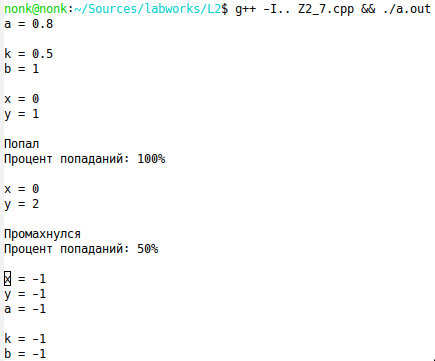 nonk@nonk:~/Sources/labworks/L2$ g++ -I.. Z2_7.cpp && ./a.out
a = 0.8
k = 0.5
b = 1
x = 0
y = 1
Попал
Процент попаданий: 100%
x = 0
y = 2
Промахнулся
Процент попаданий: 50%
x = -1
y = -1
a = -1
k = -1
b = -1